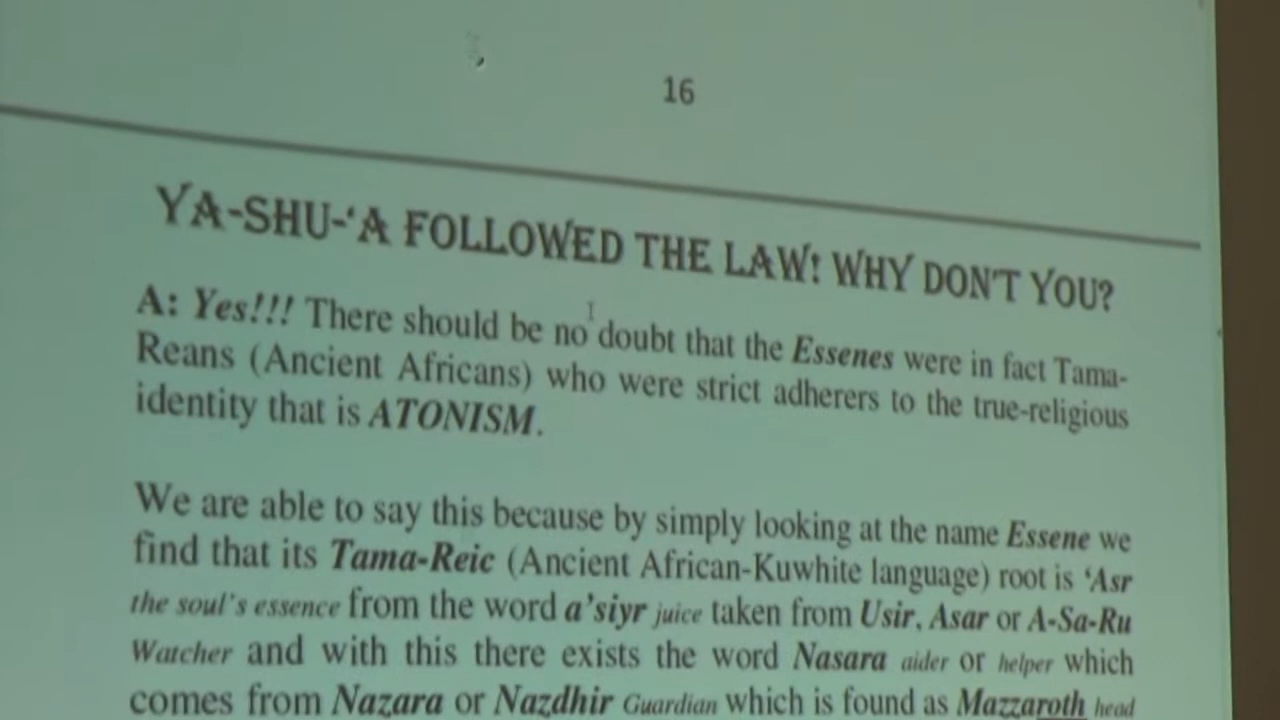 16
YA-SHU-‘A FOLLOWED THE LAW! WHY DON'T YOU?
A: Yes!!! There should be no doubt that the Essenes were in fact Tama-
Reans (Ancient Africans) who were strict adherers to the true-religious
identity that is ATONISM.
We are able to say this because by simply looking at the name Essene we
find that its Tama-Reic (Ancient African-Kuwhite language) root is ‘Asr
the soul's essence from the word a’siyr juice taken from Usir, Asar or A-Sa-Ru
Watcher and with this there exists the word Nasara aider or helper which
comes from Nazara or Nazdhir Guardian which is found as Mazzaroth head